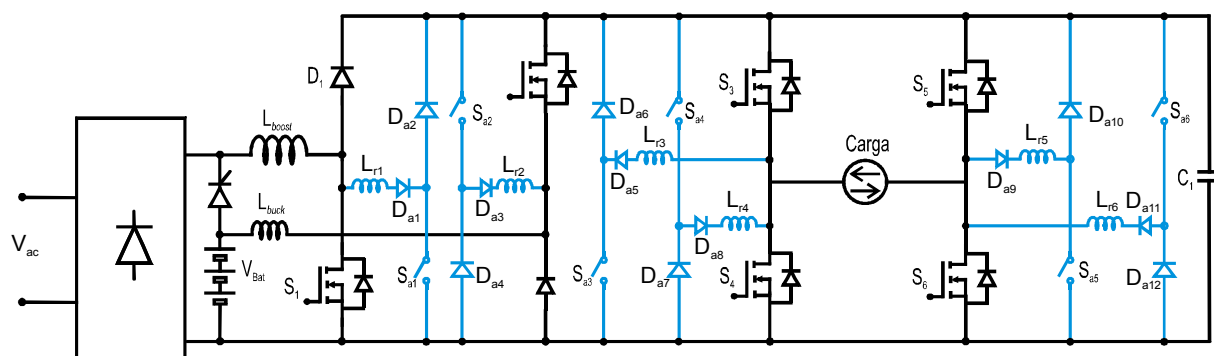 D1
Lboost
Da2
Sa2
Lr1
Da1
Lr2
Da3
Lbuck
Vac
VBat
S1
Sa1
Da4
Da6
Sa4
S3
Lr3
Da5
Carga
S5
Da10
Sa6
Lr5
Da9
C1
Lr4
Da8
Lr6
Da11
Sa3
Da7
S4
S6
Sa5
Da12